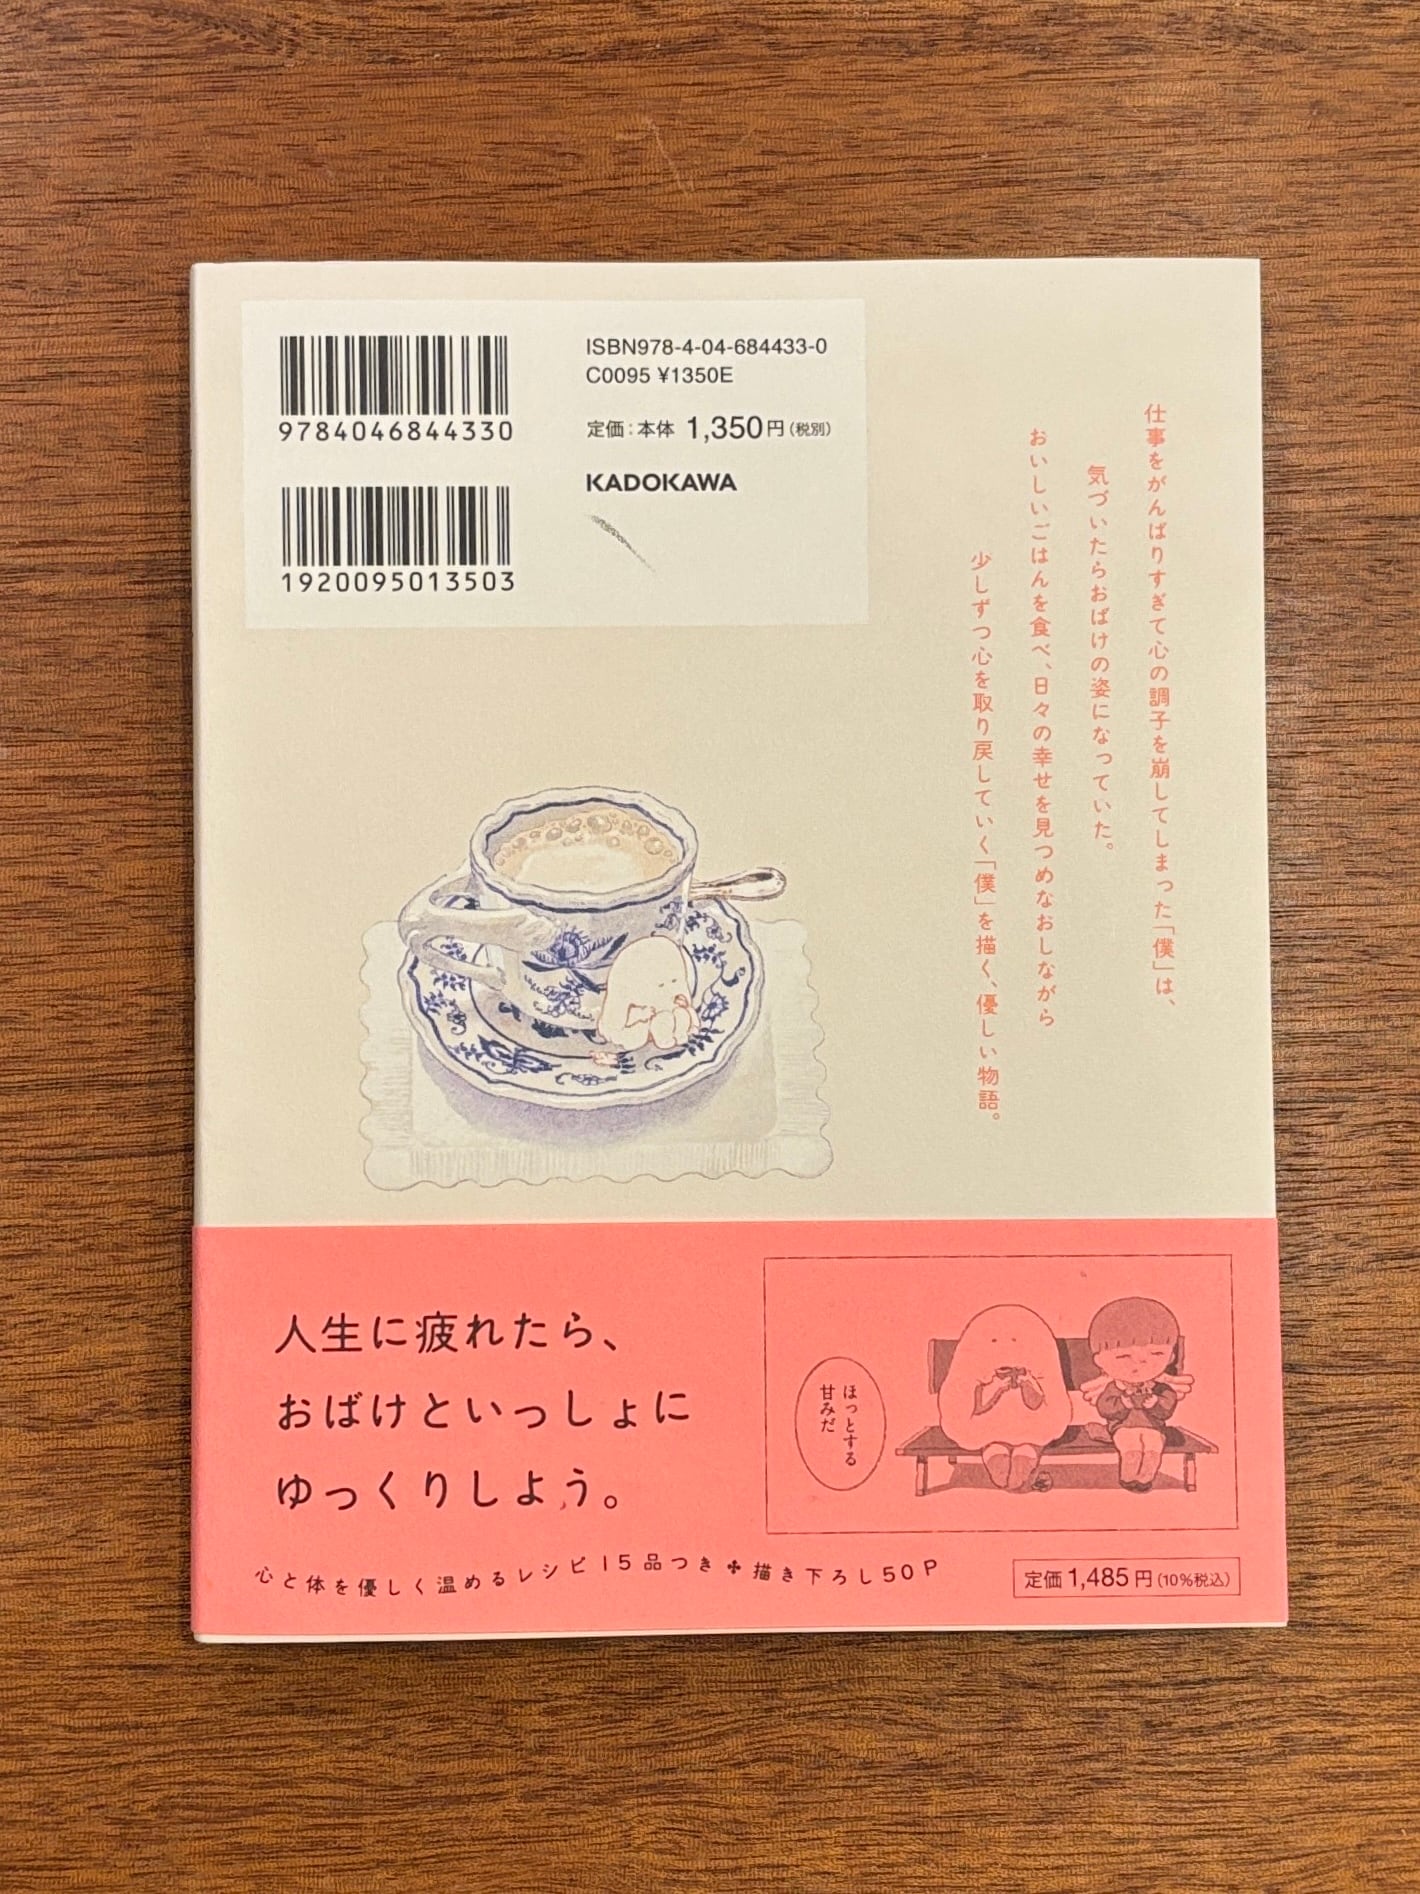 9784046844330
1920095013503
ISBN978-4-04-684433-0
C0095 ¥1350E
定価：本体 1,350円（税別）
KADOKAWA
仕事をがんばりすぎて心の調子を崩してしまった「僕」は、
気づいたらおばけの姿になっていた。
おいしいごはんを食べ、日々の幸せを見つめなおしながら
少しずつ心を取り戻していく「僕」を描く、優しい物語。
人生に疲れたら、
おばけといっしょに
ゆっくりしよう。
ほっとする
甘みだ
心と体を優しく温めるレシピ15品つき✤描き下ろし50P
定価1,485円（10%税込）